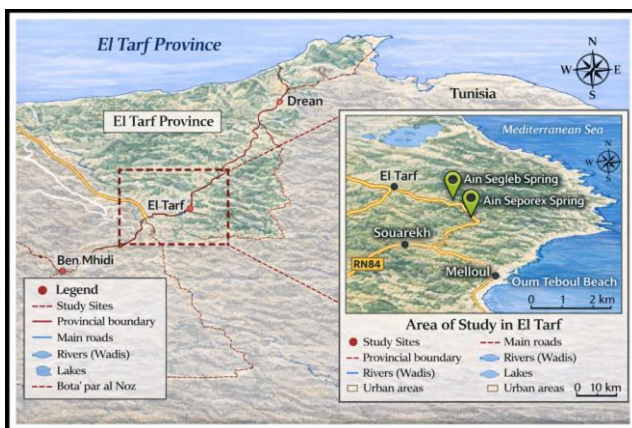 El Tarf Province
N
W
E
S
Drean
Tunisia
El Tarf Province
El Tarf
Ben Mhidi
Legend
Study Sites
Provincial boundary
Main roads
Rivers (Wadis)
Lakes
Bota' par al Noz
Mediterranean Sea
N
W
E
S
El Tarf
Ain Segleb Spring
Ain Seporex Spring
Souarekh
RN84
Melloul
Oum Teboul Beach
0 1 2 km
Area of Study in El Tarf
Study Sites
Main roads
Provincial boundary
Rivers (Wadis)
Rivers (Wadis)
Lakes
Urban areas
Urban areas
0 10 km